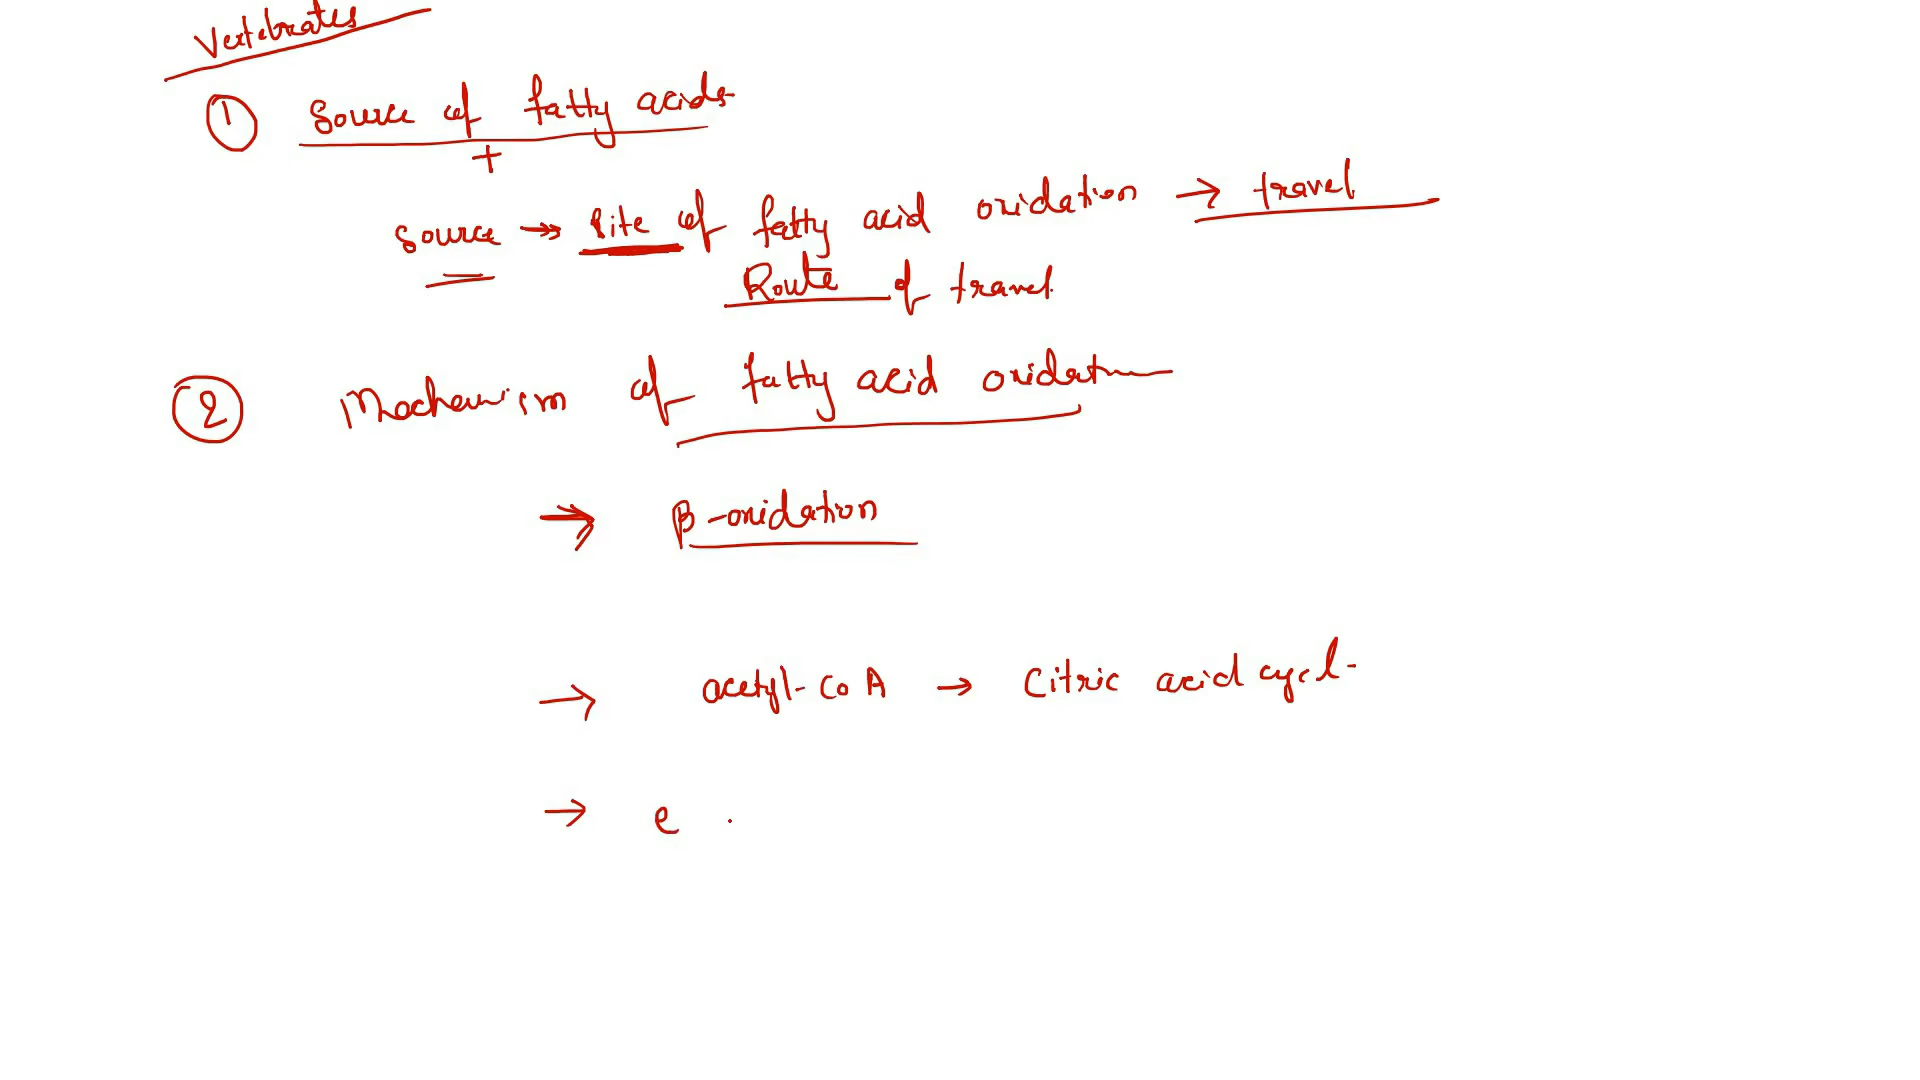 Vertebrates
① Source of fatty acids
+
Source → Site of fatty acid oxidation → travel
Route of travel
② Mechanism of fatty acid oxidation
→ β-oxidation
→ acetyl-CoA → Citric acid cycle
→ e